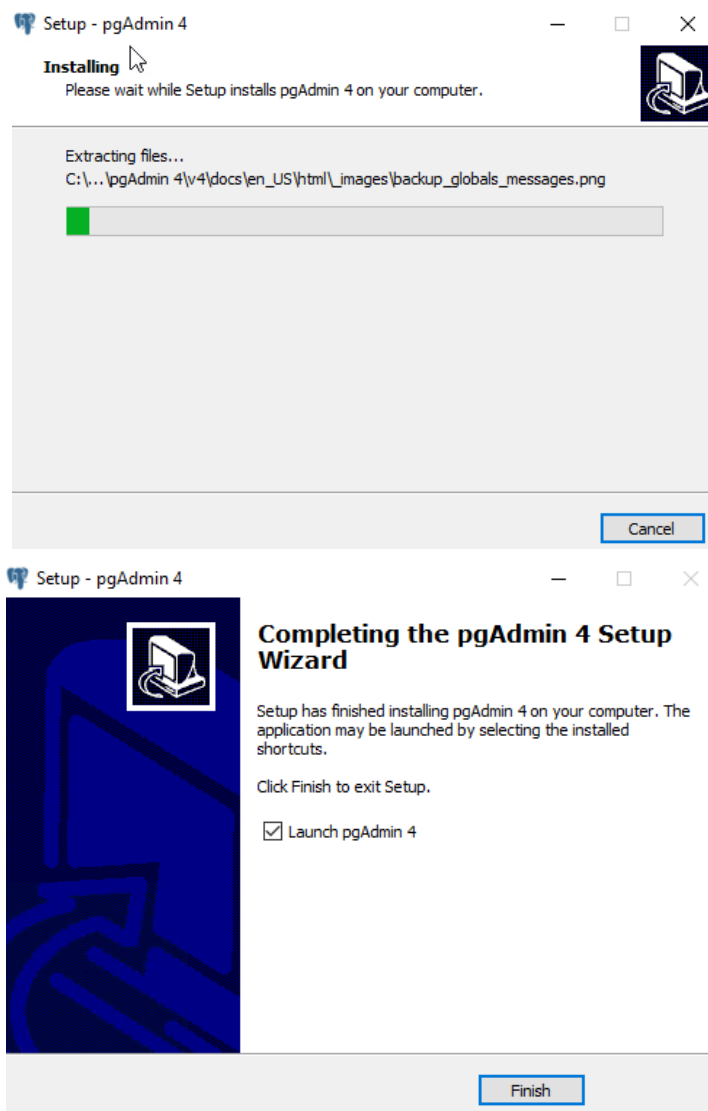 Setup - pgAdmin 4
Installing
Please wait while Setup installs pgAdmin 4 on your computer.
Extracting files...
C:\...\pgAdmin 4\v4\docs\en_US\html\_images\backup_globals_messages.png
Cancel
Setup - pgAdmin 4
Completing the pgAdmin 4 Setup
Wizard
Setup has finished installing pgAdmin 4 on your computer. The
application may be launched by selecting the installed
shortcuts.
Click Finish to exit Setup.
Launch pgAdmin 4
Finish